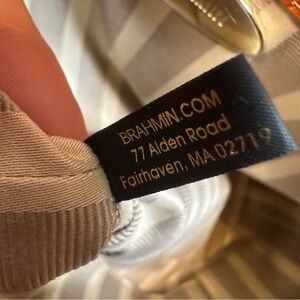 BRAHMIN.COM
77 Alden Road
Fairhaven, MA 02719